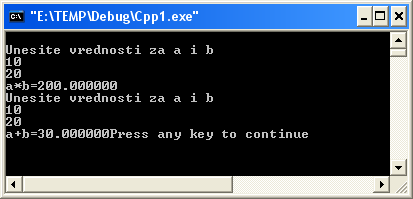 "E:\TEMP\Debug\Cpp1.exe"
Unesite vrednosti za a i b
10
20
a*b=200.000000
Unesite vrednosti za a i b
10
20
a+b=30.000000Press any key to continue